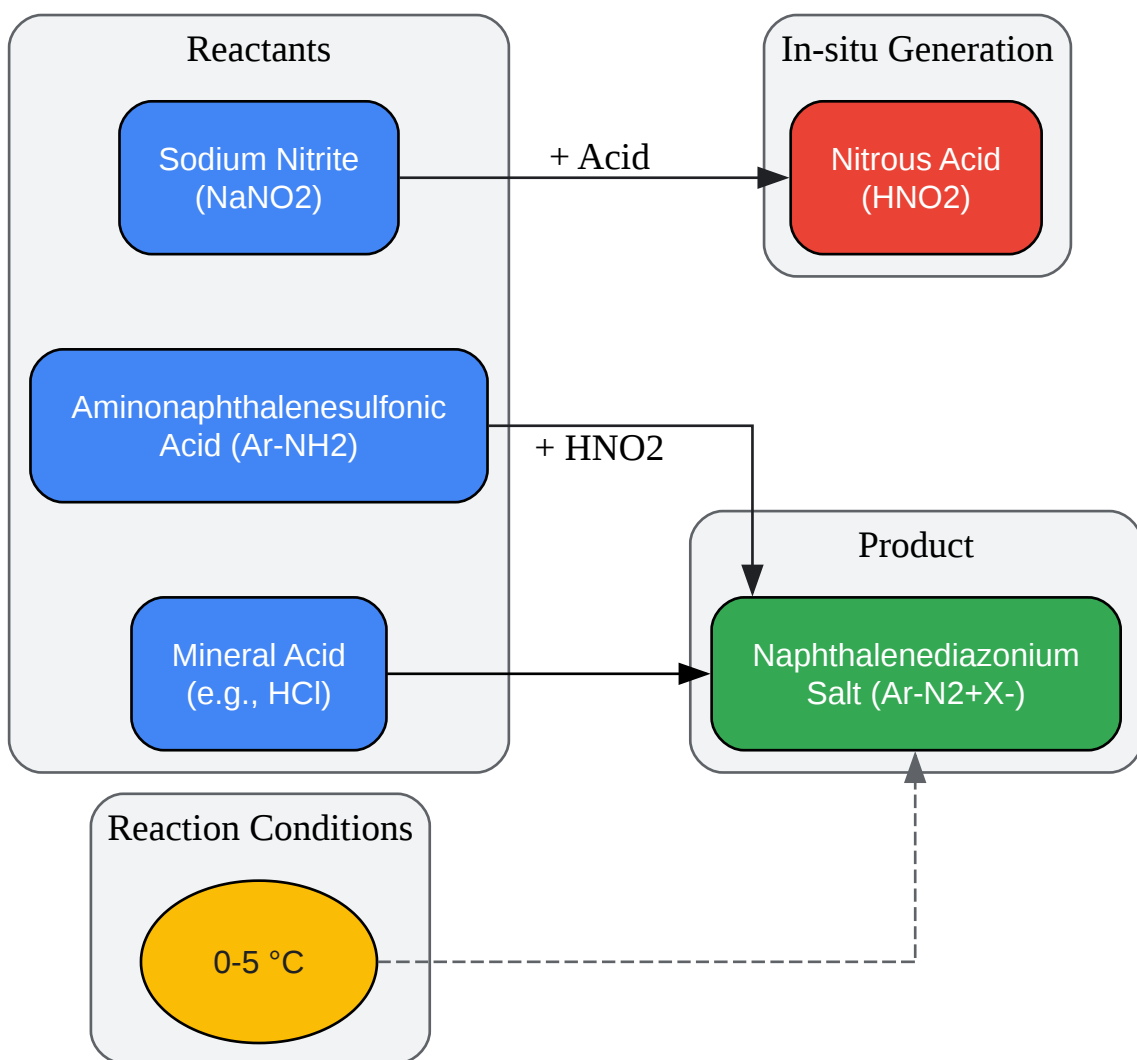 Reactants
In-situ Generation
Sodium Nitrite
(NaNO2)
+ Acid
Nitrous Acid
(HNO2)
Aminonaphthalenesulfonic
Acid (Ar-NH2)
+ HNO2
Product
Mineral Acid
(e.g., HCl)
Naphthalenediazonium
Salt (Ar-N2+X-)
Reaction Conditions
0-5 °C